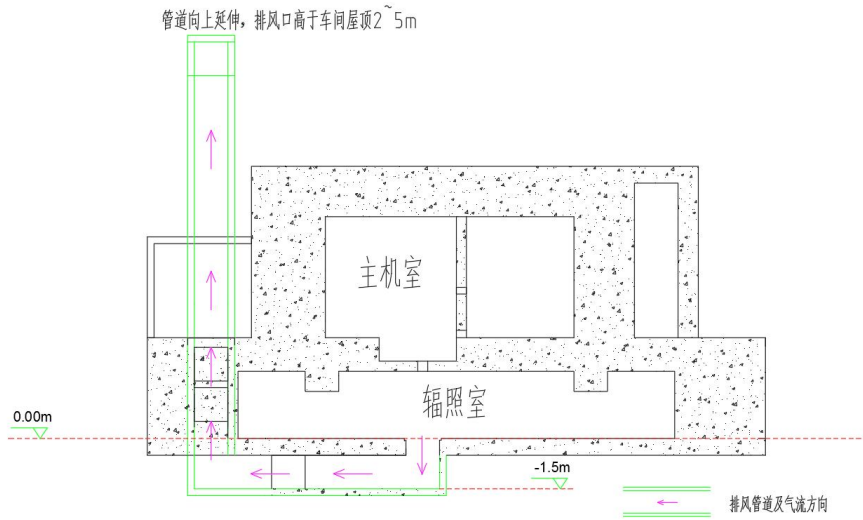 管道向上延伸，排风口高于车间屋顶2~5m
主机室
辐照室
0.00m
-1.5m
排风管道及气流方向